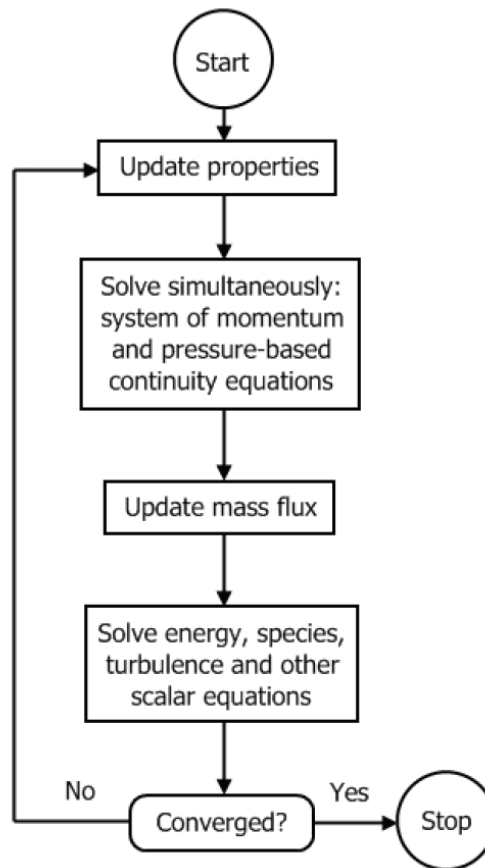 Start
Update properties
Solve simultaneously:
system of momentum
and pressure-based
continuity equations
Update mass flux
Solve energy, species,
turbulence and other
scalar equations
No
Converged?
Yes
Stop